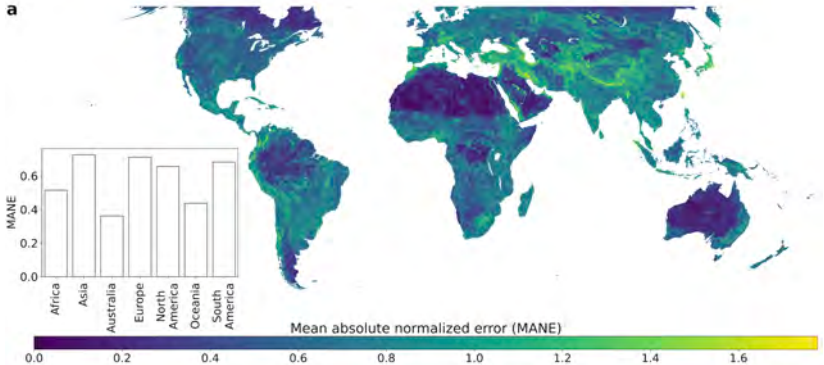 a
MANE
0.6
0.4
0.2
0.0
Africa
Asia
Australia
Europe
North
America
Oceania
South
America
Mean absolute normalized error (MANE)
0.0 0.2 0.4 0.6 0.8 1.0 1.2 1.4 1.6